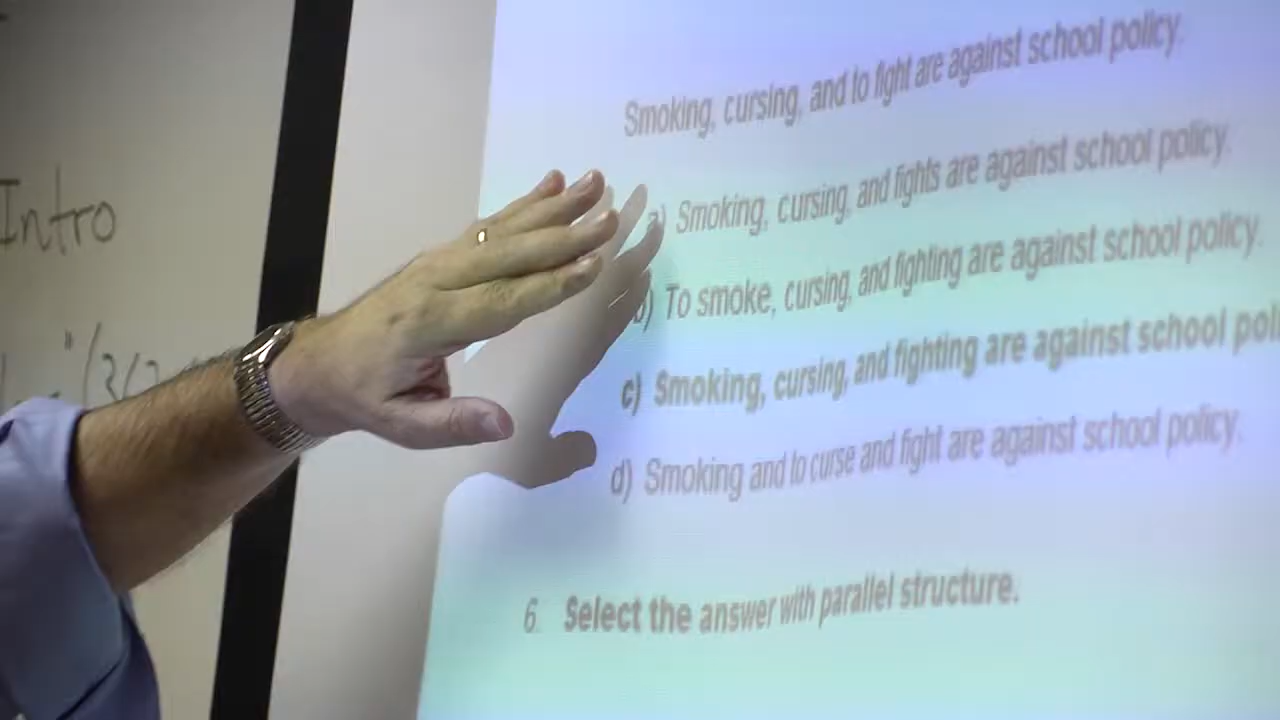 Intro
Smoking, cursing, and to fight are against school policy.
a) Smoking, cursing, and fights are against school policy.
b) To smoke, cursing, and fighting are against school policy.
c) Smoking, cursing, and fighting are against school pol
d) Smoking and to curse and fight are against school policy.
6. Select the answer with parallel structure.